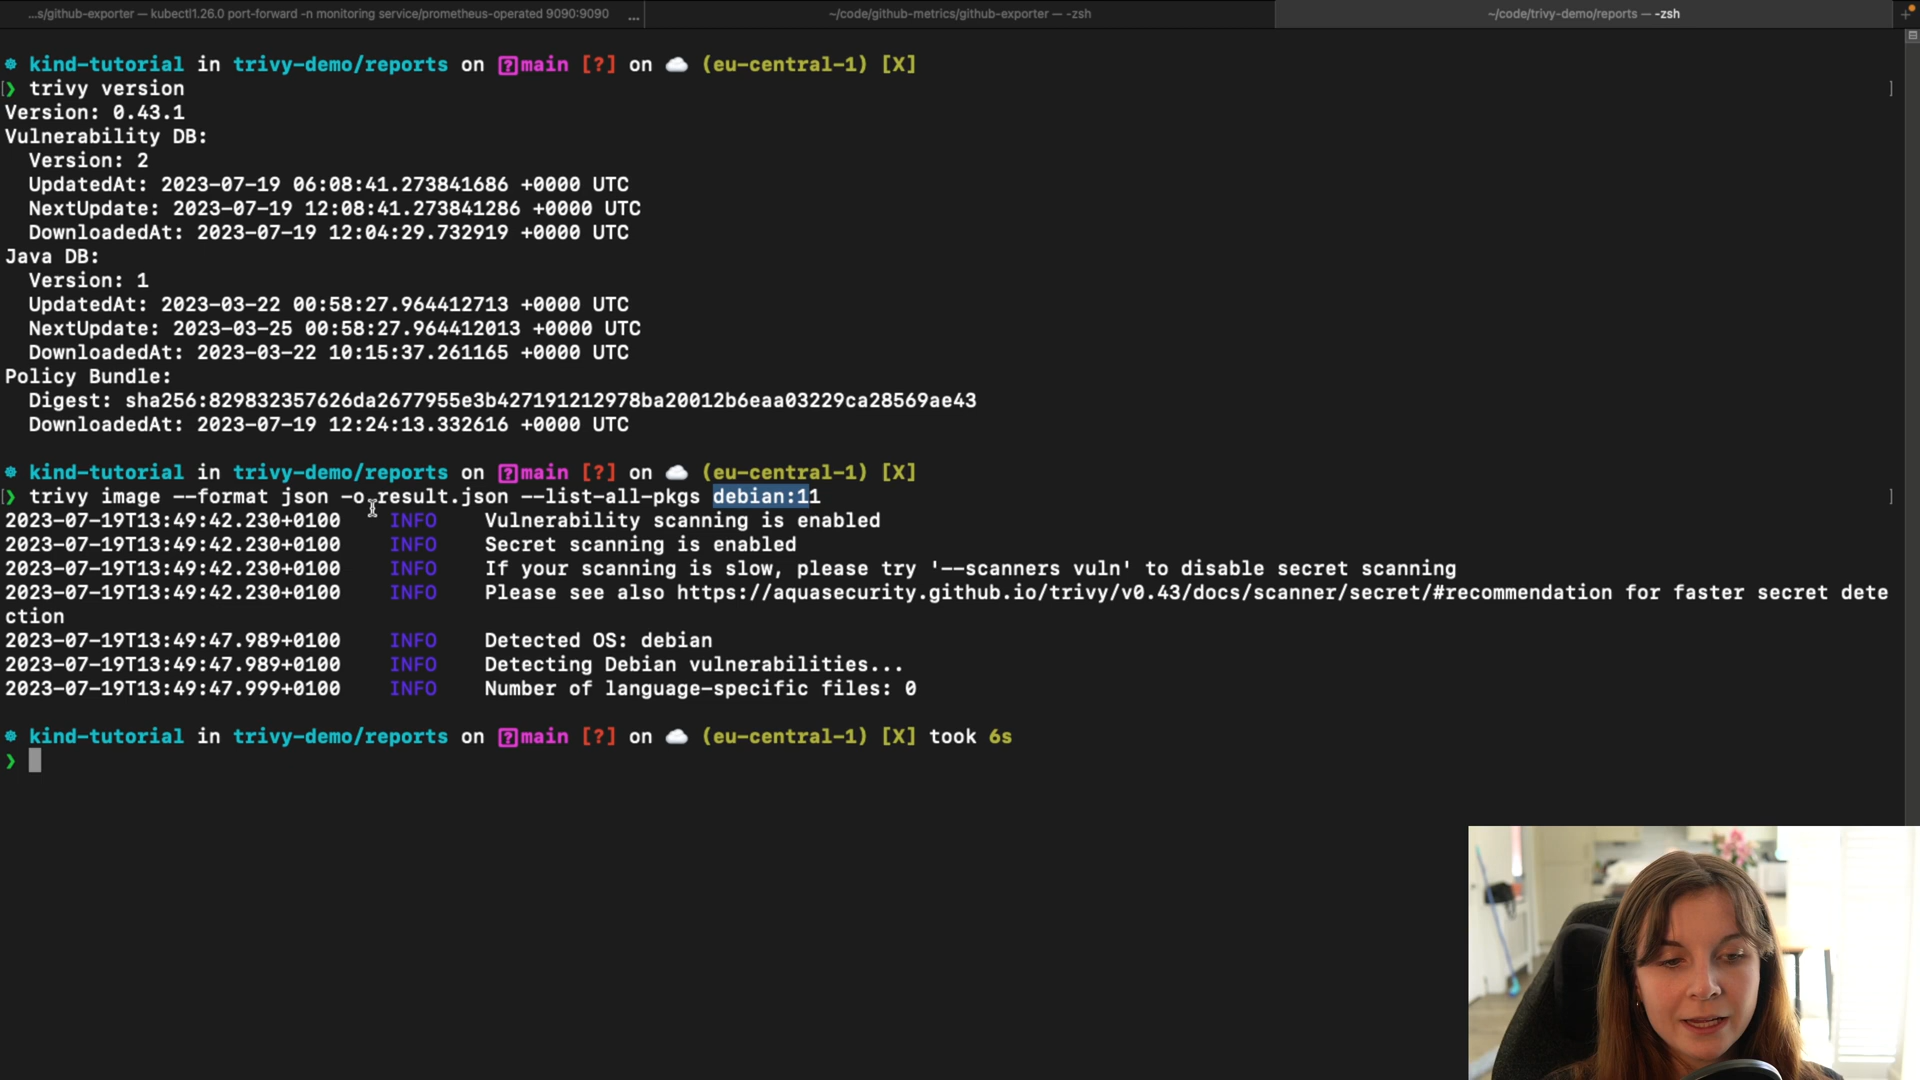 ...s/github-exporter — kubectl1.26.0 port-forward -n monitoring service/prometheus-operated 9090:9090 ...
~/code/github-metrics/github-exporter — -zsh
~/code/trivy-demo/reports — -zsh
kind-tutorial in trivy-demo/reports on main [?] on (eu-central-1) [X]
❯ trivy version
Version: 0.43.1
Vulnerability DB:
Version: 2
UpdatedAt: 2023-07-19 06:08:41.273841686 +0000 UTC
NextUpdate: 2023-07-19 12:08:41.273841286 +0000 UTC
DownloadedAt: 2023-07-19 12:04:29.732919 +0000 UTC
Java DB:
Version: 1
UpdatedAt: 2023-03-22 00:58:27.964412713 +0000 UTC
NextUpdate: 2023-03-25 00:58:27.964412013 +0000 UTC
DownloadedAt: 2023-03-22 10:15:37.261165 +0000 UTC
Policy Bundle:
Digest: sha256:829832357626da2677955e3b427191212978ba20012b6eaa03229ca28569ae43
DownloadedAt: 2023-07-19 12:24:13.332616 +0000 UTC
kind-tutorial in trivy-demo/reports on main [?] on (eu-central-1) [X]
❯ trivy image --format json -o result.json --list-all-pkgs debian:11
2023-07-19T13:49:42.230+0100 INFO Vulnerability scanning is enabled
2023-07-19T13:49:42.230+0100 INFO Secret scanning is enabled
2023-07-19T13:49:42.230+0100 INFO If your scanning is slow, please try '--scanners vuln' to disable secret scanning
2023-07-19T13:49:42.230+0100 INFO Please see also https://aquasecurity.github.io/trivy/v0.43/docs/scanner/secret/#recommendation for faster secret dete
ction
2023-07-19T13:49:47.989+0100 INFO Detected OS: debian
2023-07-19T13:49:47.989+0100 INFO Detecting Debian vulnerabilities...
2023-07-19T13:49:47.999+0100 INFO Number of language-specific files: 0
kind-tutorial in trivy-demo/reports on main [?] on (eu-central-1) [X] took 6s
❯